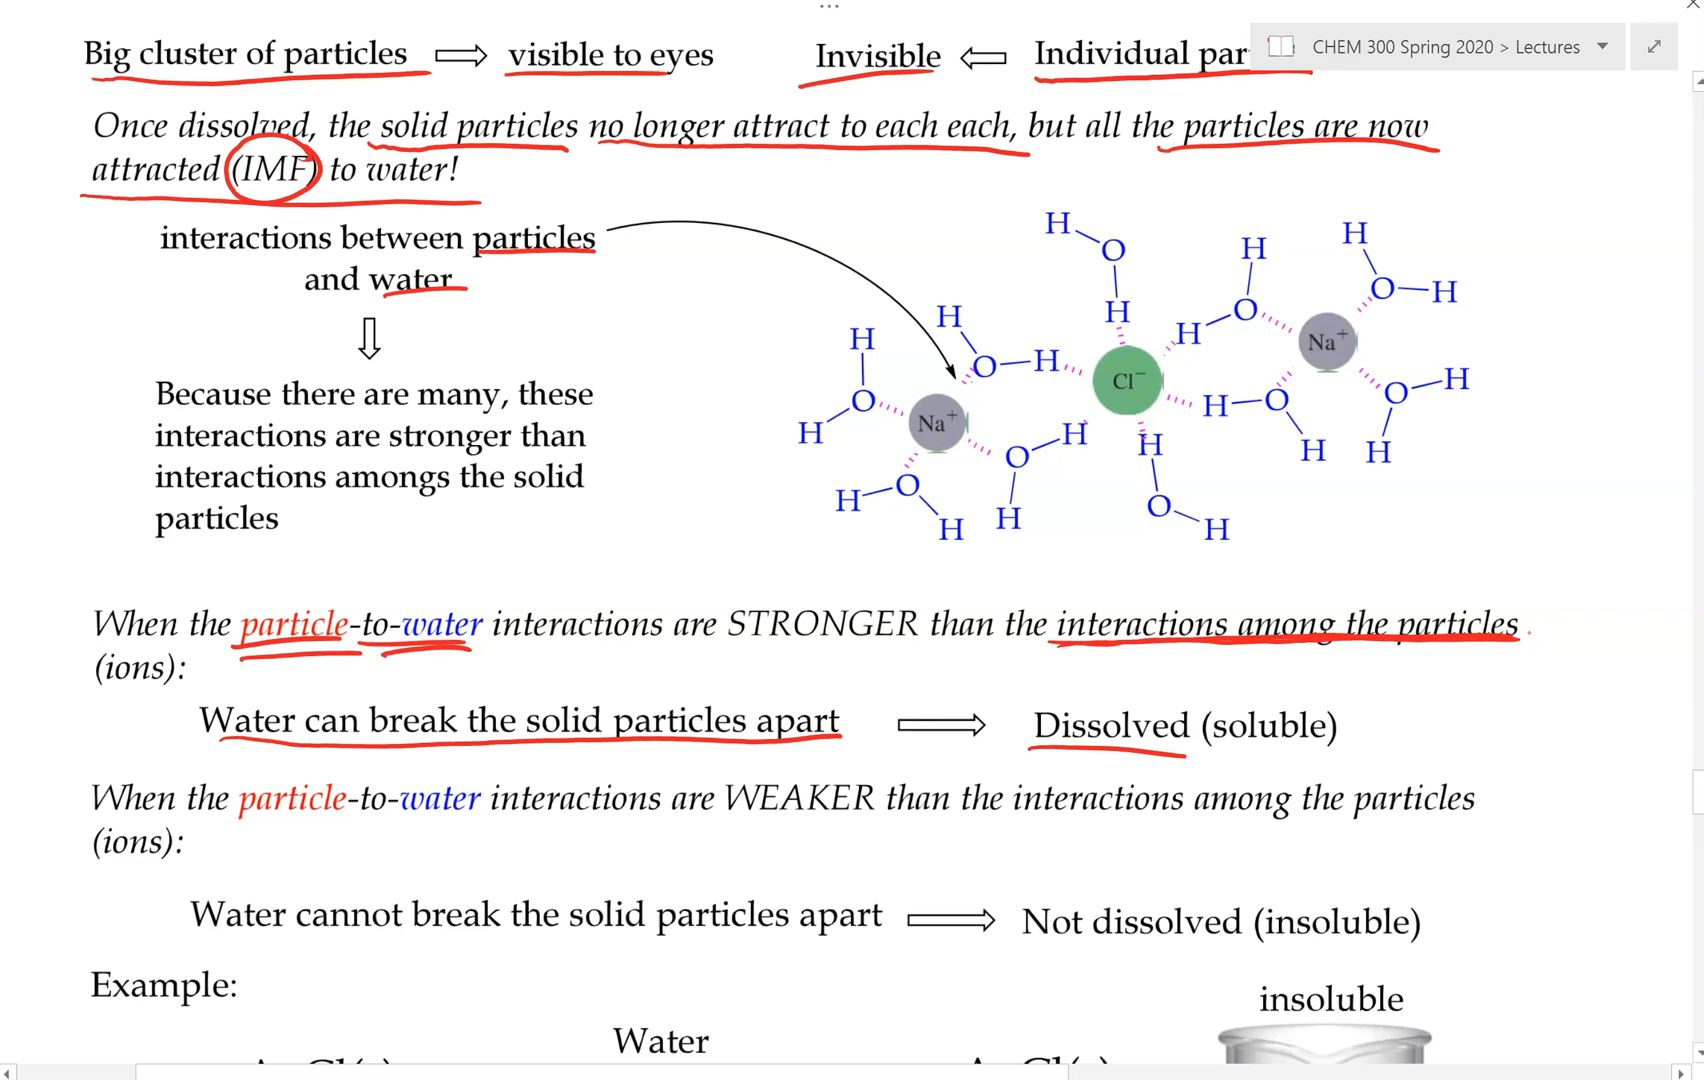 CHEM 300 Spring 2020 > Lectures
Big cluster of particles visible to eyes Invisible Individual par
Once dissolved, the solid particles no longer attract to each each, but all the particles are now
attracted (IMF) to water!
interactions between particles
and water
Because there are many, these
interactions are stronger than
interactions amongs the solid
particles
H
H
H
H
O
H
O
O
H
O
H
H
H
H
Na⁺
H
O
O
H
Cl⁻
H
O
H
O
Na⁺
H
O
H
H
O
H
H
O
H
H
H
O
H
When the particle-to-water interactions are STRONGER than the interactions among the particles
(ions):
Water can break the solid particles apart Dissolved (soluble)
When the particle-to-water interactions are WEAKER than the interactions among the particles
(ions):
Water cannot break the solid particles apart Not dissolved (insoluble)
Example:
insoluble
Water